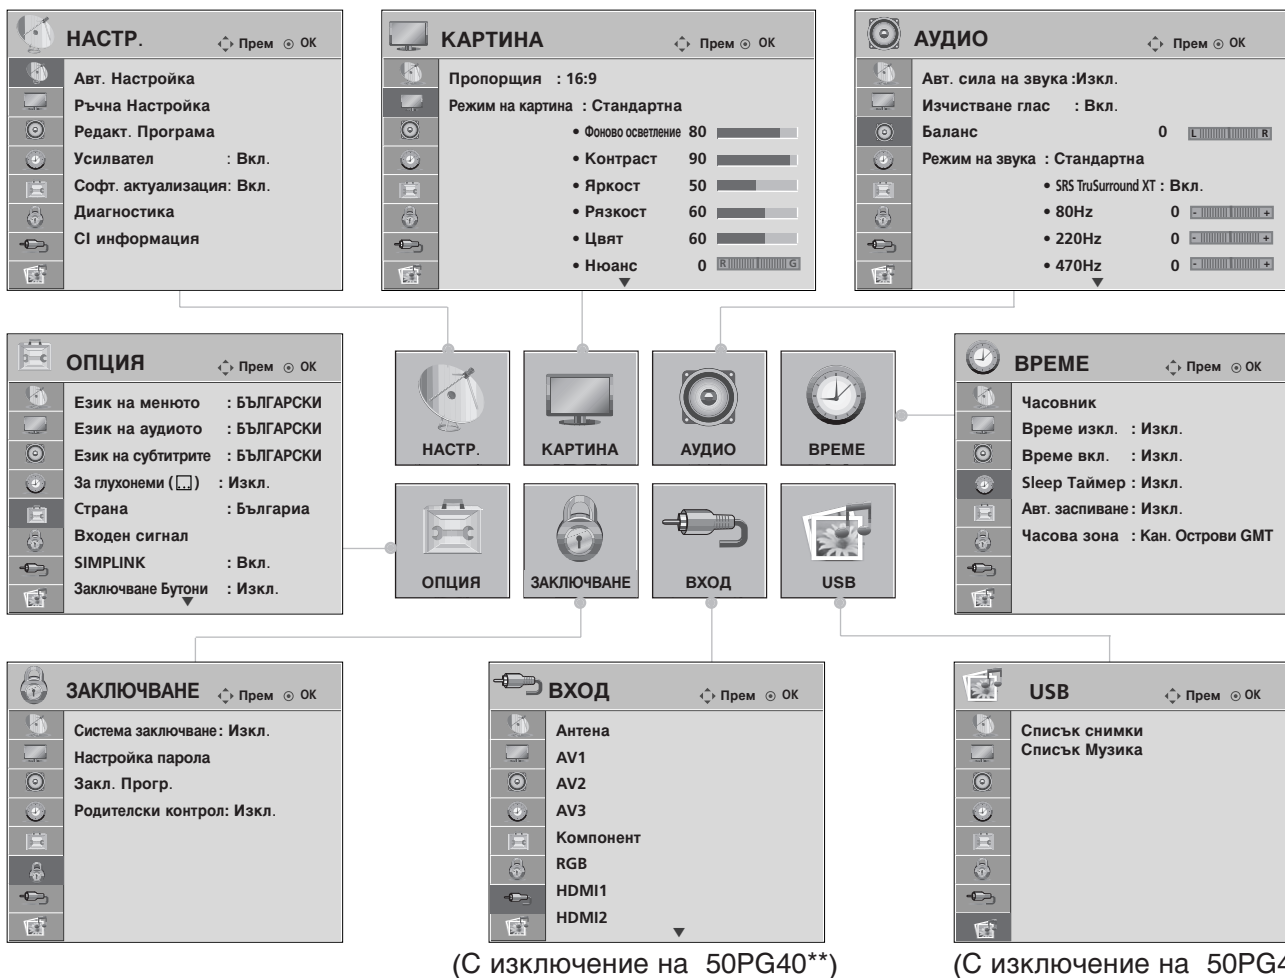 НАСТР. Прем OK
Авт. Настройка
Ръчна Настройка
Редакт. Програма
Усилвател : Вкл.
Софт. актуализация: Вкл.
Диагностика
CI информация
КАРТИНА Прем OK
Пропорция : 16:9
Режим на картина : Стандартна
• Фоново осветление 80
• Контраст 90
• Яркост 50
• Рязкост 60
• Цвят 60
• Нюанс 0 R G
АУДИО Прем OK
Авт. сила на звука :Изкл.
Изчистване глас : Вкл.
Баланс 0 L R
Режим на звука : Стандартна
• SRS TruSurround XT : Вкл.
• 80Hz 0 - +
• 220Hz 0 - +
• 470Hz 0 - +
ОПЦИЯ Прем OK
Език на менюто : БЪЛГАРСКИ
Език на аудиото : БЪЛГАРСКИ
Език на субтитрите : БЪЛГАРСКИ
За глухонеми ( ) : Изкл.
Страна : Българиа
Входен сигнал
SIMPLINK : Вкл.
Заключване Бутони : Изкл.
НАСТР.
КАРТИНА
АУДИО
ВРЕМЕ
ОПЦИЯ
ЗАКЛЮЧВАНЕ
ВХОД
USB
ВРЕМЕ Прем OK
Часовник
Време изкл. : Изкл.
Време вкл. : Изкл.
Sleep Таймер : Изкл.
Авт. заспиване : Изкл.
Часова зона : Кан. Острови GMT
ЗАКЛЮЧВАНЕ Прем OK
Система заключване : Изкл.
Настройка парола
Закл. Прогр.
Родителски контрол: Изкл.
ВХОД Прем OK
Антена
AV1
AV2
AV3
Компонент
RGB
HDMI1
HDMI2
(С изключение на 50PG40**)
USB Прем OK
Списък снимки
Списък Музика
(С изключение на 50PG4